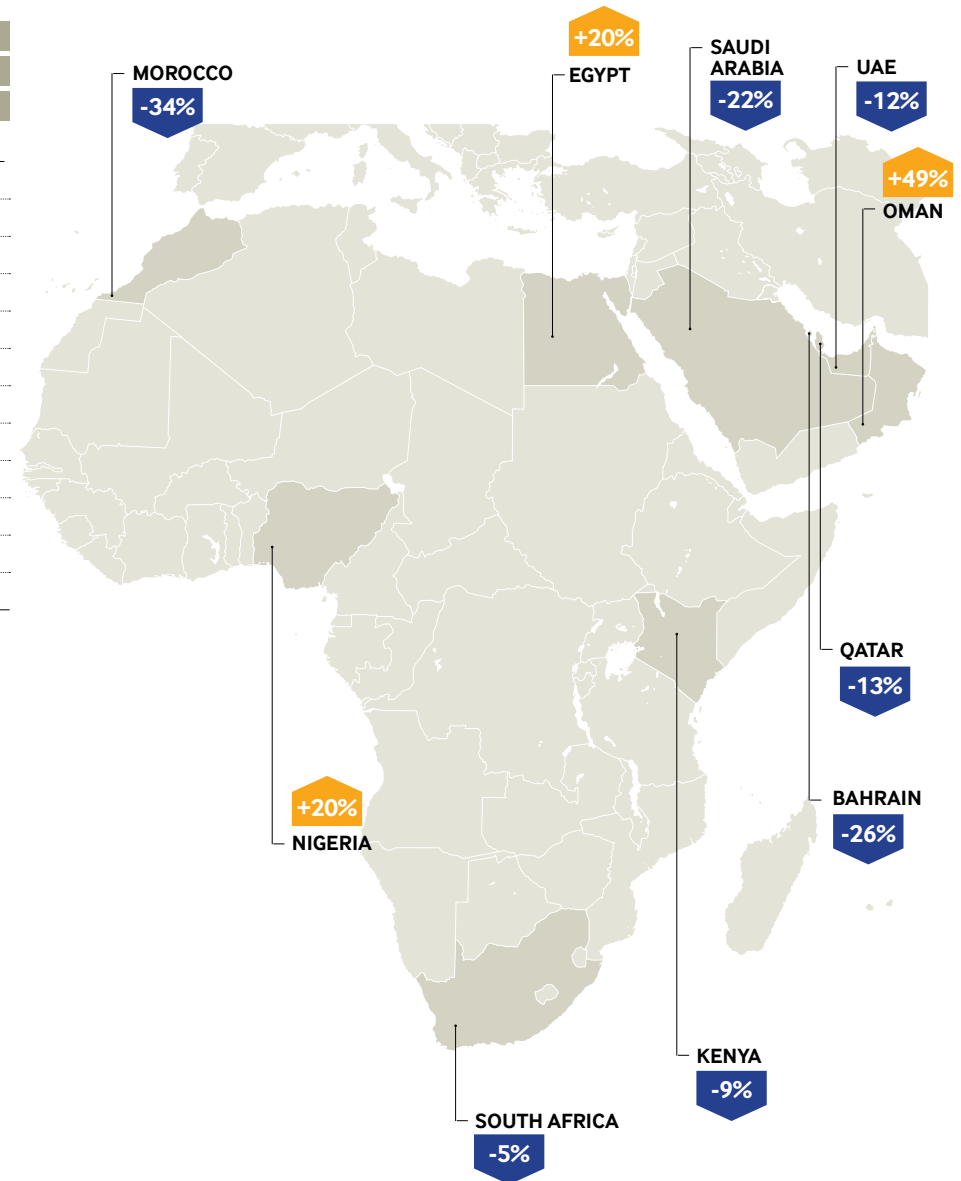 +20%
EGYPT
SAUDI
ARABIA
-22%
UAE
-12%
MOROCCO
-34%
+49%
OMAN
QATAR
-13%
+20%
NIGERIA
BAHRAIN
-26%
KENYA
-9%
SOUTH AFRICA
-5%